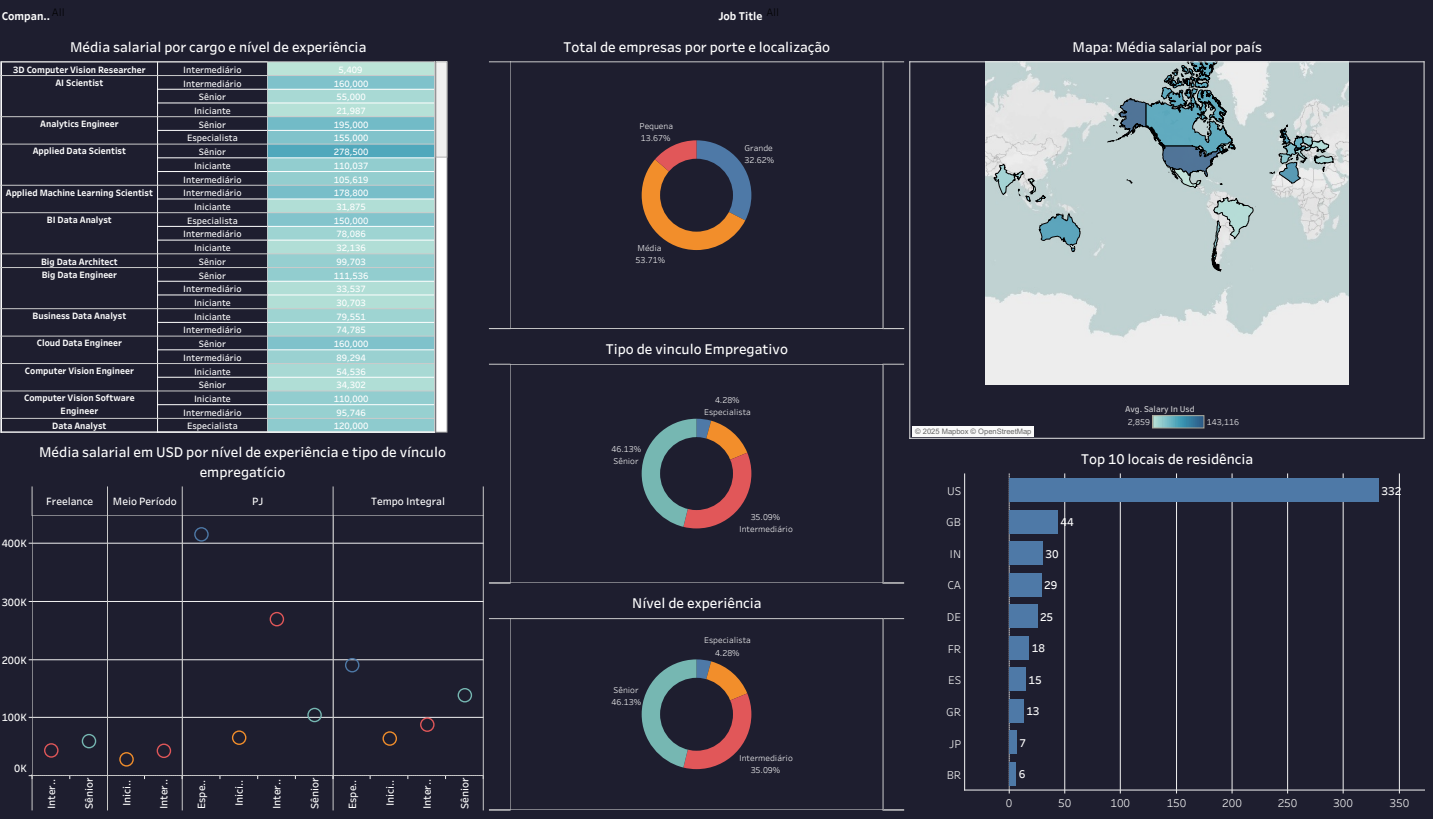 Compan.. All
Job Title All
Média salarial por cargo e nível de experiência
3D Computer Vision Researcher Intermediário 5,409
AI Scientist Intermediário 160,000
Sênior 55,000
Iniciante 21,987
Analytics Engineer Sênior 195,000
Especialista 155,000
Applied Data Scientist Sênior 278,500
Iniciante 110,037
Intermediário 105,619
Applied Machine Learning Scientist Intermediário 178,800
Iniciante 31,875
BI Data Analyst Especialista 150,000
Intermediário 78,086
Iniciante 32,136
Big Data Architect Sênior 99,703
Big Data Engineer Sênior 111,536
Intermediário 33,537
Iniciante 30,703
Business Data Analyst Iniciante 79,551
Intermediário 74,785
Cloud Data Engineer Sênior 160,000
Intermediário 89,294
Computer Vision Engineer Iniciante 54,536
Sênior 34,302
Computer Vision Software Iniciante 110,000
Engineer Intermediário 95,746
Data Analyst Especialista 120,000
Média salarial em USD por nível de experiência e tipo de vínculo
empregatício
Freelance Meio Período PJ Tempo Integral
400K
300K
200K
100K
0K
Inter.. Sênior Inici.. Inter.. Espe.. Inici.. Inter.. Sênior Espe.. Inici.. Inter.. Sênior
Total de empresas por porte e localização
Pequena
13.67%
Grande
32.62%
Média
53.71%
Tipo de vinculo Empregativo
4.28%
Especialista
46.13%
Sênior
35.09%
Intermediário
Nível de experiência
Especialista
4.28%
Sênior
46.13%
Intermediário
35.09%
Mapa: Média salarial por país
Avg. Salary In Usd
2,859 143,116
© 2025 Mapbox © OpenStreetMap
Top 10 locais de residência
US 332
GB 44
IN 30
CA 29
DE 25
FR 18
ES 15
GR 13
JP 7
BR 6
0 50 100 150 200 250 300 350